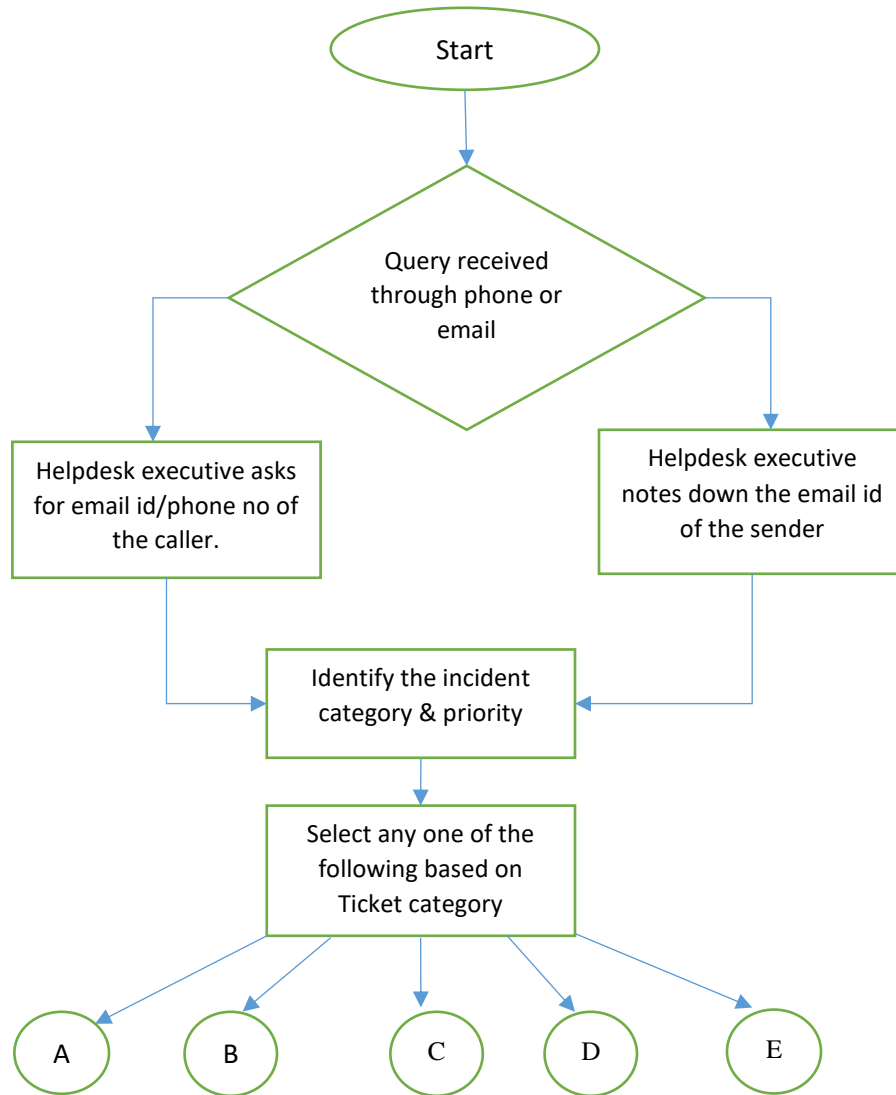 Start
Query received
through phone or
email
Helpdesk executive asks
for email id/phone no of
the caller.
Helpdesk executive
notes down the email id
of the sender
Identify the incident
category & priority
Select any one of the
following based on
Ticket category
A
B
C
D
E